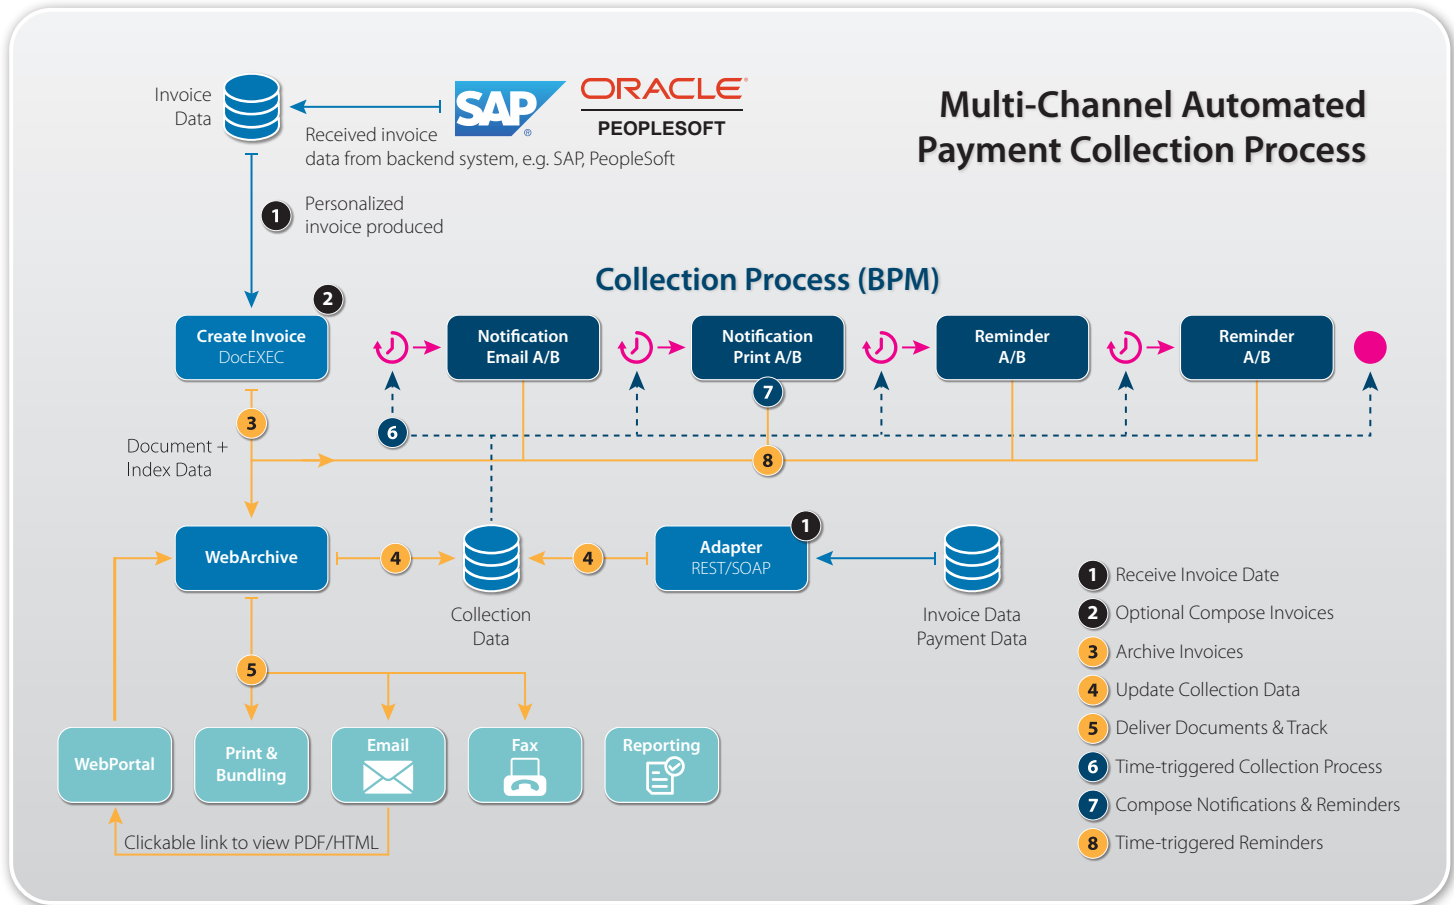 Multi-Channel Automated
Payment Collection Process
Invoice
Data
SAP
®
ORACLE®
PEOPLESOFT
Received invoice
data from backend system, e.g. SAP, PeopleSoft
1
Personalized
invoice produced
Collection Process (BPM)
2
Create Invoice
DocEXEC
Notification
Email A/B
Notification
Print A/B
Reminder
A/B
Reminder
A/B
7
3
6
Document +
Index Data
8
WebArchive
4
4
Adapter
REST/SOAP
1
Collection
Data
Invoice Data
Payment Data
5
WebPortal
Print &
Bundling
Email
Fax
Reporting
Clickable link to view PDF/HTML
1 Receive Invoice Date
2 Optional Compose Invoices
3 Archive Invoices
4 Update Collection Data
5 Deliver Documents & Track
6 Time-triggered Collection Process
7 Compose Notifications & Reminders
8 Time-triggered Reminders